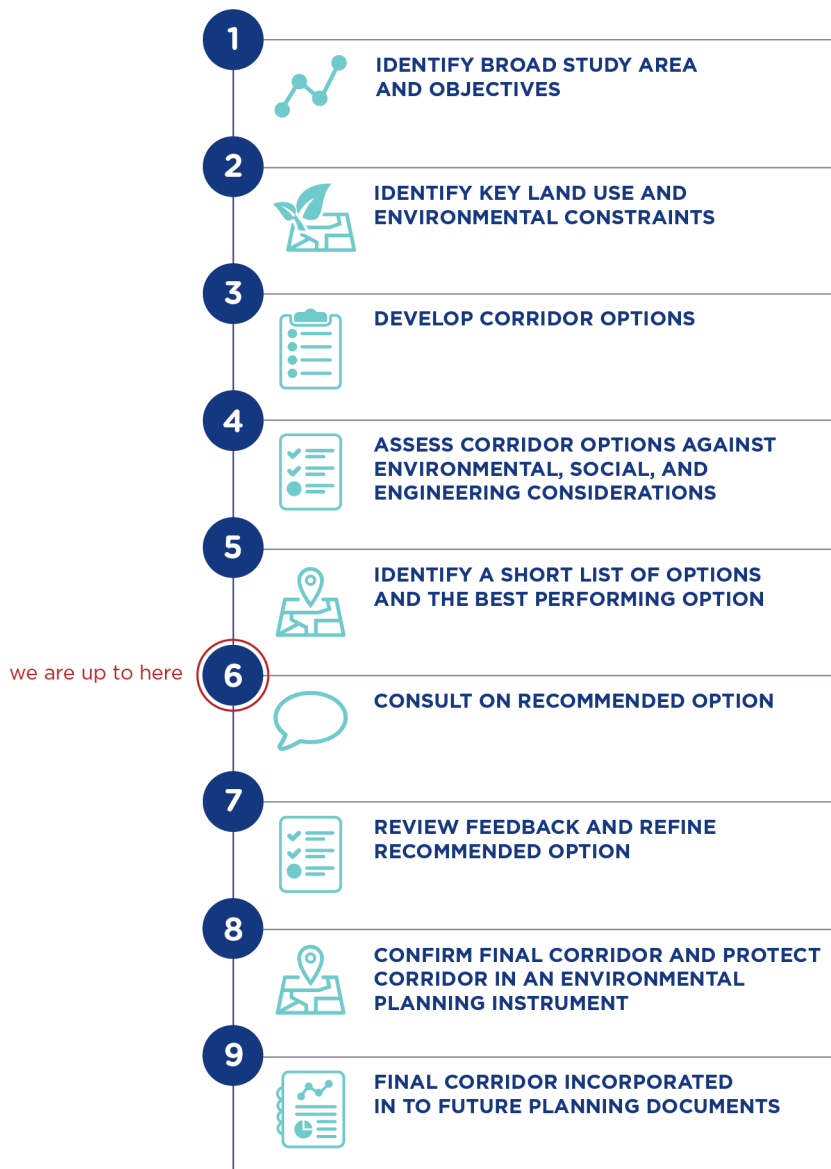 1
IDENTIFY BROAD STUDY AREA
AND OBJECTIVES
2
IDENTIFY KEY LAND USE AND
ENVIRONMENTAL CONSTRAINTS
3
DEVELOP CORRIDOR OPTIONS
4
ASSESS CORRIDOR OPTIONS AGAINST
ENVIRONMENTAL, SOCIAL, AND
ENGINEERING CONSIDERATIONS
5
IDENTIFY A SHORT LIST OF OPTIONS
AND THE BEST PERFORMING OPTION
we are up to here
6
CONSULT ON RECOMMENDED OPTION
7
REVIEW FEEDBACK AND REFINE
RECOMMENDED OPTION
8
CONFIRM FINAL CORRIDOR AND PROTECT
CORRIDOR IN AN ENVIRONMENTAL
PLANNING INSTRUMENT
9
FINAL CORRIDOR INCORPORATED
IN TO FUTURE PLANNING DOCUMENTS